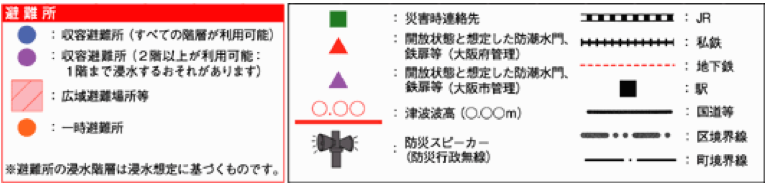 避難所
：収容避難所（すべての階層が利用可能）
：収容避難所（２階以上が利用可能：
１階まで浸水するおそれがあります）
：広域避難場所等
：一時避難所
※避難所の浸水階層は浸水想定に基づくものです。
：災害時連絡先
：開放状態と想定した防潮水門、
鉄扉等（大阪府管理）
：開放状態と想定した防潮水門、
鉄扉等（大阪市管理）
○.○○
：津波波高（○.○○m）
：防災スピーカー
（防災行政無線）
：JR
：私鉄
：地下鉄
：駅
：国道等
：区境界線
：町境界線